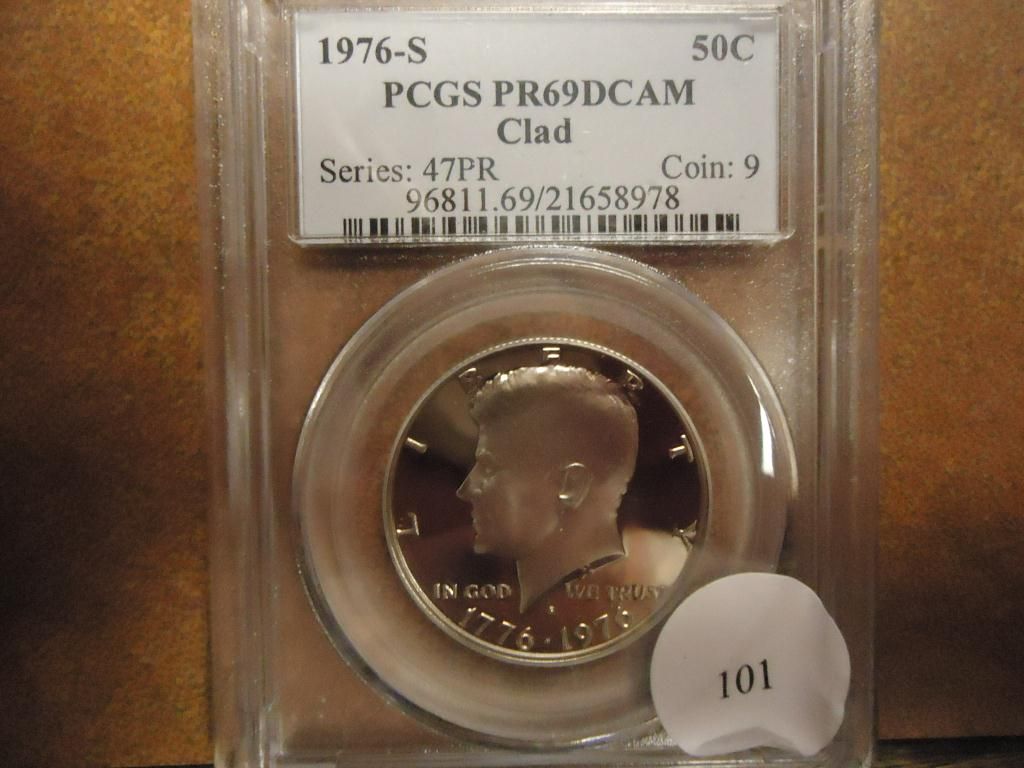 1976-S 50C
PCGS PR69DCAM
Clad
Series: 47PR Coin: 9
96811.69/21658978
LIBERTY
IN GOD WE TRUST
1776·1976
101